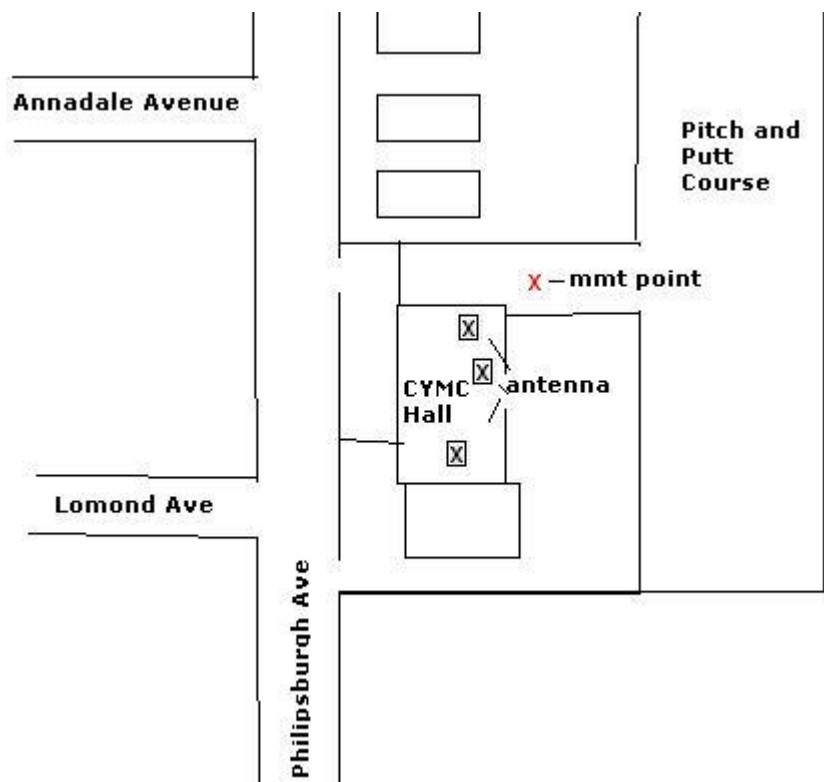 Annadale Avenue
Pitch and
Putt
Course
X – mmt point
X
X
antenna
CYMC
Hall
X
Lomond Ave
Philipsburgh Ave